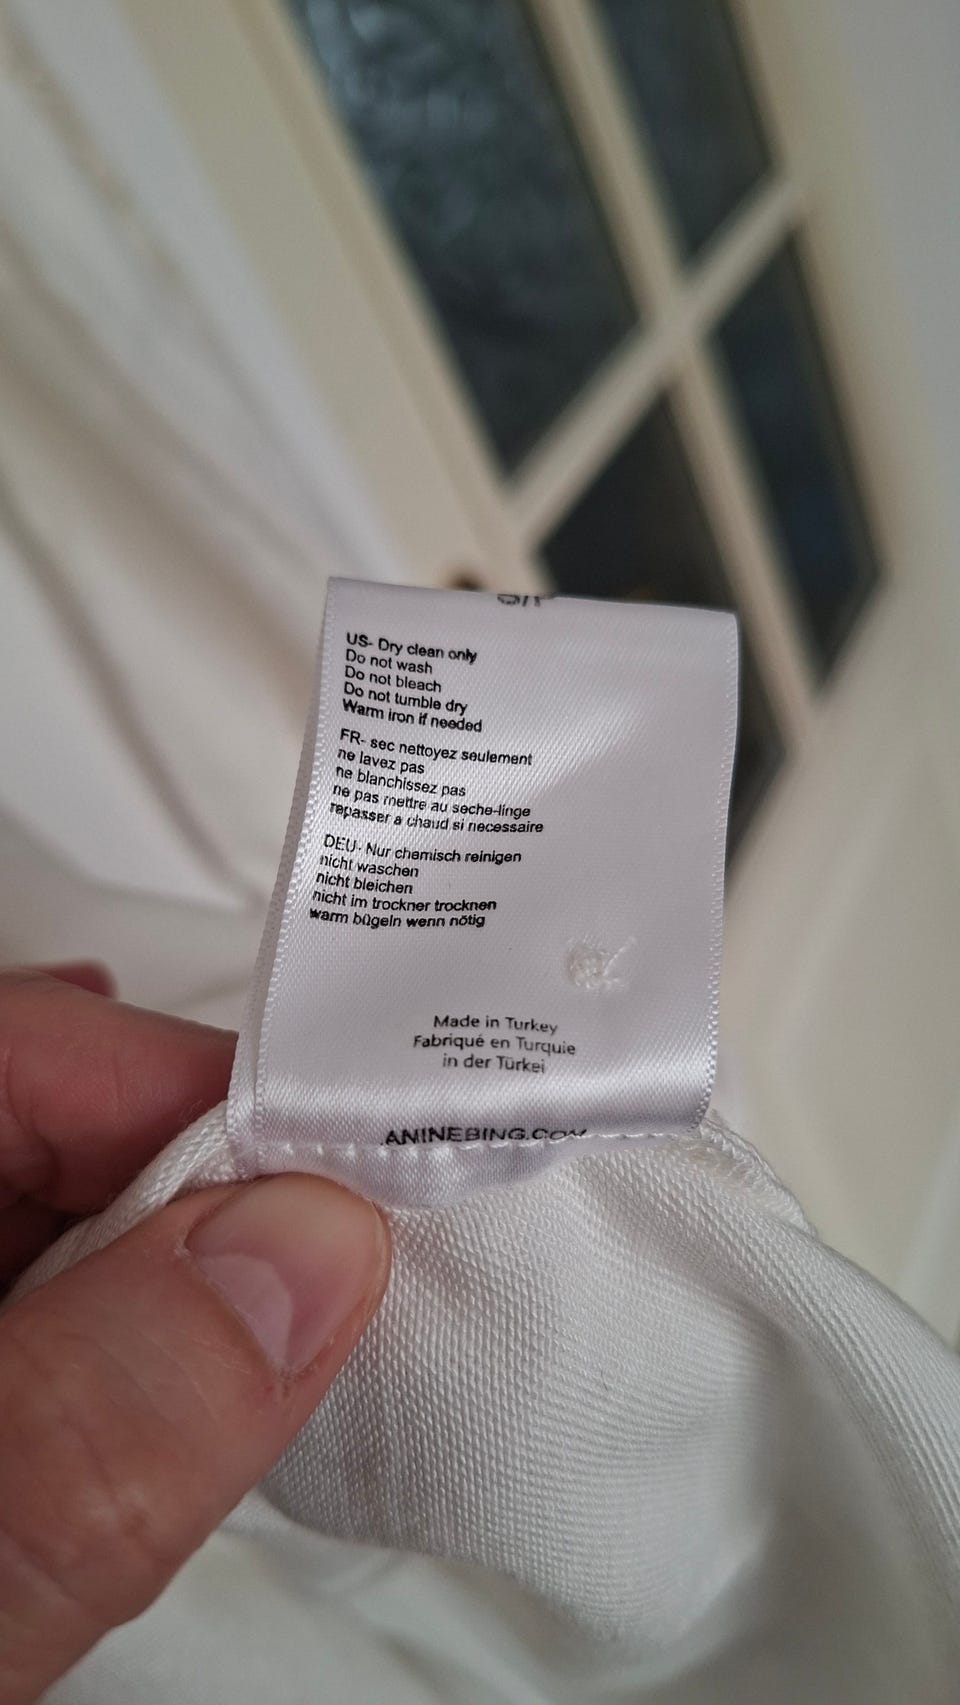 US- Dry clean only
Do not wash
Do not bleach
Do not tumble dry
Warm iron if needed
FR- sec nettoyez seulement
ne lavez pas
ne blanchissez pas
ne pas mettre au seche-linge
repasser a chaud si necessaire
DEU- Nur chemisch reinigen
nicht waschen
nicht bleichen
nicht im trockner trocknen
warm bügeln wenn nötig
Made in Turkey
Fabriqué en Turquie
in der Türkei
ANINEBING.COM